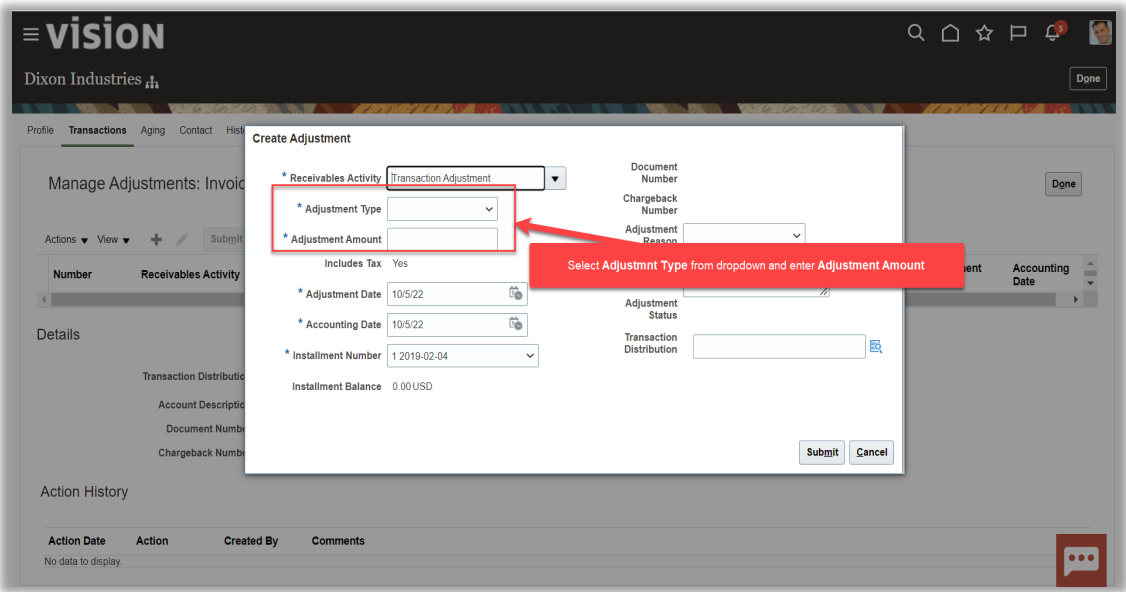 vision
5
Dixon Industries
Done
Profile Transactions Aging Contact Hist
Manage Adjustments: Invoic
Done
Actions View Submit
Number Receivables Activity
ent Accounting
Date
Details
Transaction Distributio
Account Descriptio
Document Numbe
Chargeback Numbe
Create Adjustment
* Receivables Activity Transaction Adjustment
* Adjustment Type
* Adjustment Amount
Includes Tax Yes
* Adjustment Date 10/5/22
* Accounting Date 10/5/22
* Installment Number 1 2019-02-04
Installment Balance 0.00 USD
Document
Number
Chargeback
Number
Adjustment
Reason
Select Adjustmnt Type from dropdown and enter Adjustment Amount
Adjustment
Status
Transaction
Distribution
Submit Cancel
Action History
Action Date Action Created By Comments
No data to display.